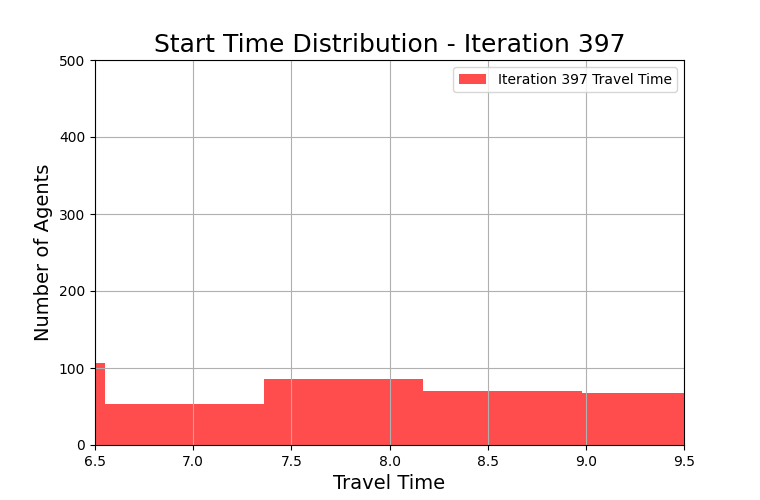 Start Time Distribution - Iteration 397
Iteration 397 Travel Time
Number of Agents
500
400
300
200
100
0
6.5 7.0 7.5 8.0 8.5 9.0 9.5
Travel Time